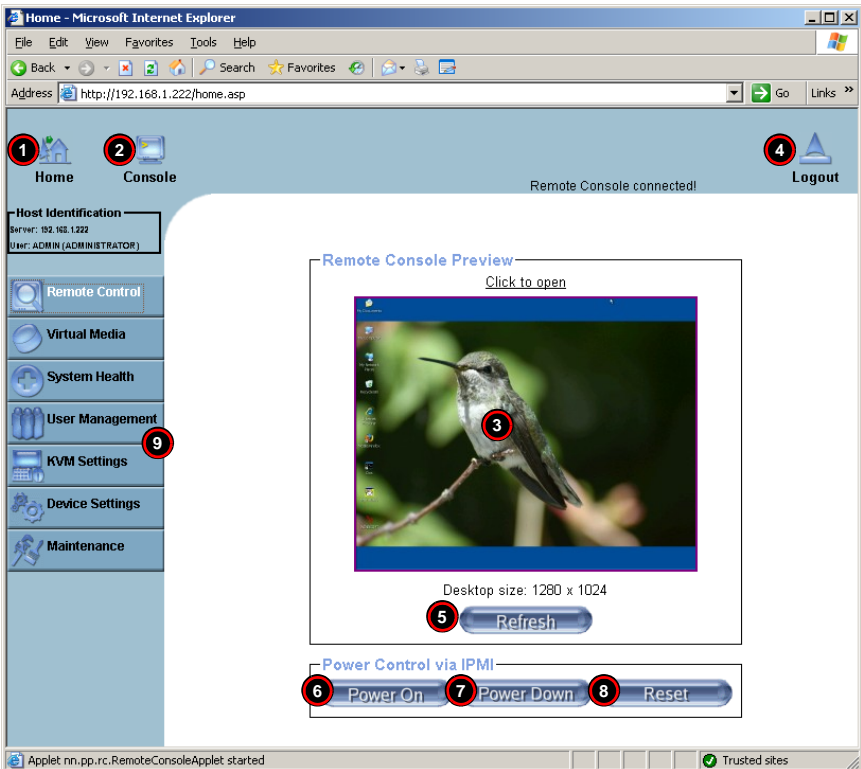 Home - Microsoft Internet Explorer
File Edit View Favorites Tools Help
Back Search Favorites
Address http://192.168.1.222/home.asp Go Links »
1 2 4
Home Console Logout
Remote Console connected!
Host Identification
Server: 192.168.1.222
User: ADMIN (ADMINISTRATOR)
Remote Control
Virtual Media
System Health
User Management
9
KVM Settings
Device Settings
Maintenance
Remote Console Preview
Click to open
3
Desktop size: 1280 x 1024
5 Refresh
Power Control via IPMI
6 Power On 7 Power Down 8 Reset
Applet nn.pp.rc.RemoteConsoleApplet started Trusted sites